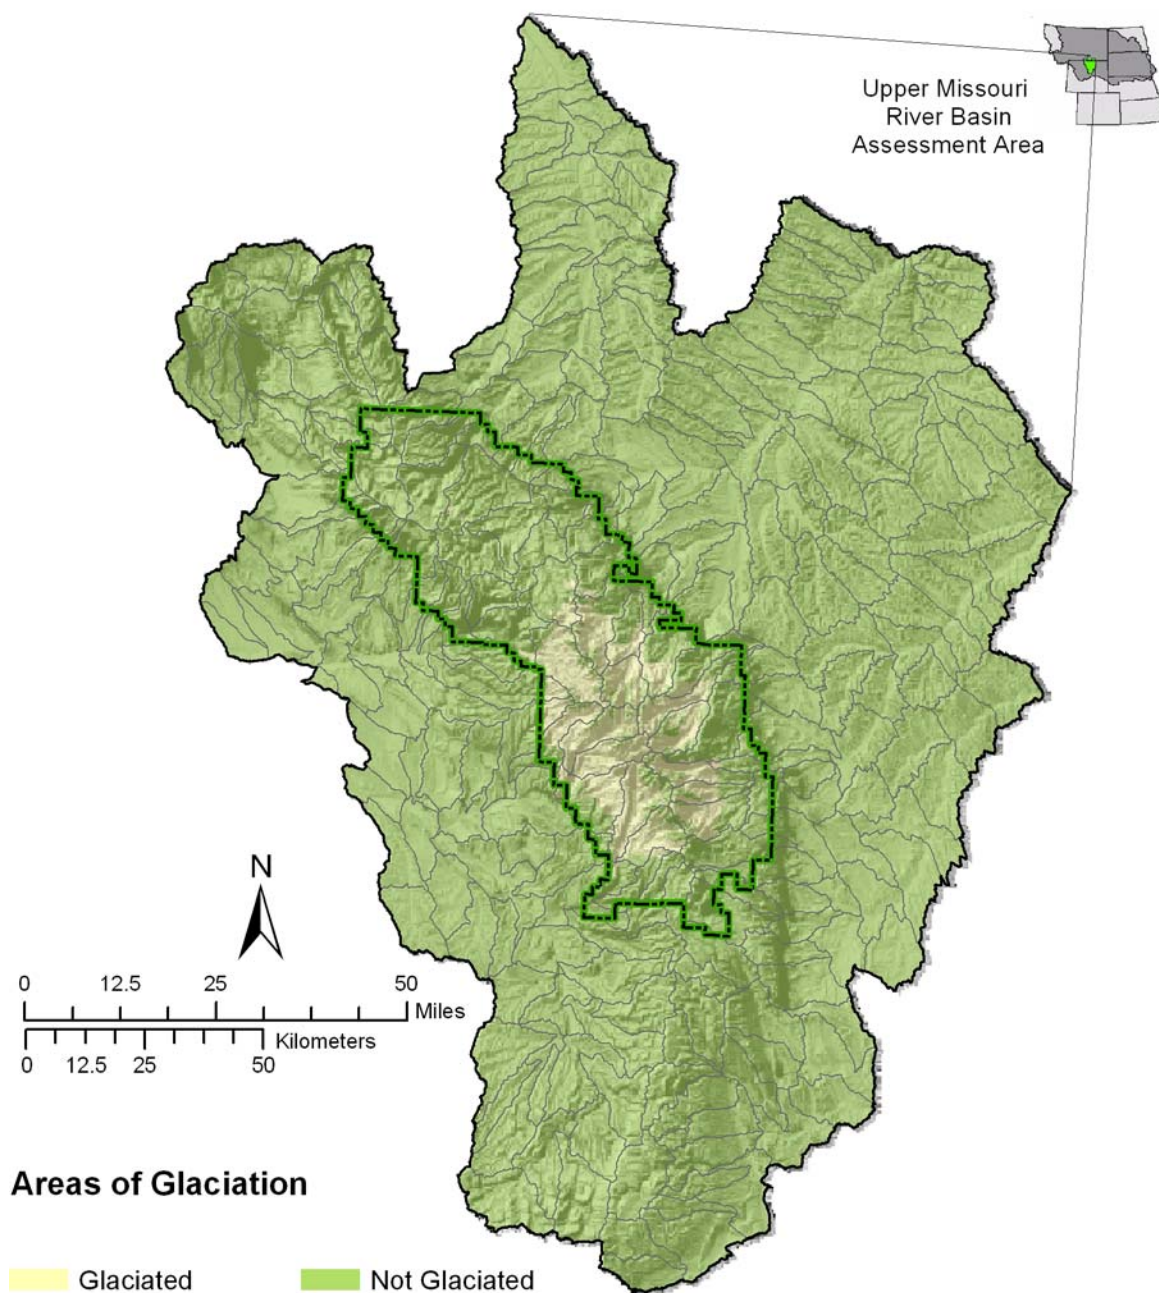 Upper Missouri
River Basin
Assessment Area
N
0 12.5 25 50
Miles
Kilometers
0 12.5 25 50
Areas of Glaciation
Glaciated Not Glaciated